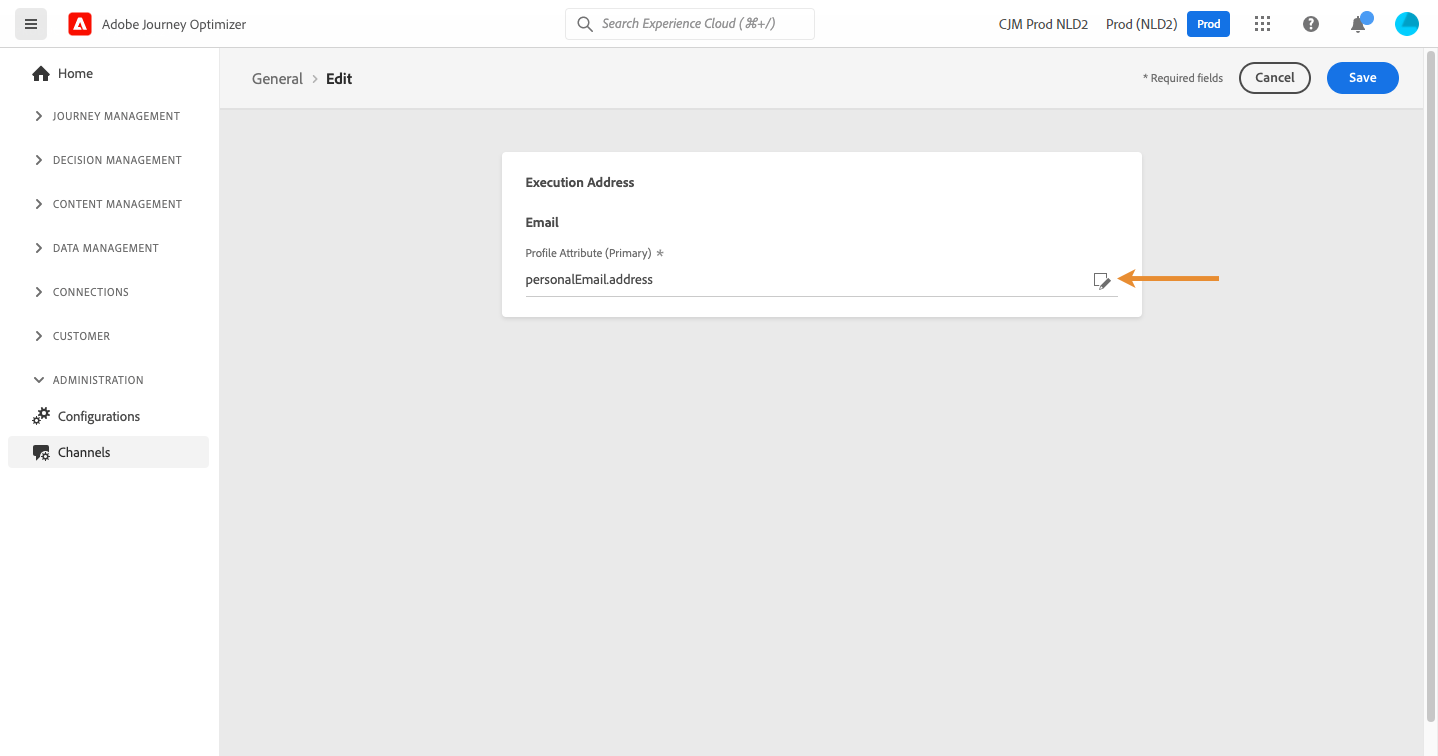 Adobe Journey Optimizer
Search Experience Cloud (⌘+/)
CJM Prod NLD2
Prod (NLD2)
Prod
Home
JOURNEY MANAGEMENT
DECISION MANAGEMENT
CONTENT MANAGEMENT
DATA MANAGEMENT
CONNECTIONS
CUSTOMER
ADMINISTRATION
Configurations
Channels
General > Edit
* Required fields
Cancel
Save
Execution Address
Email
Profile Attribute (Primary) *
personalEmail.address